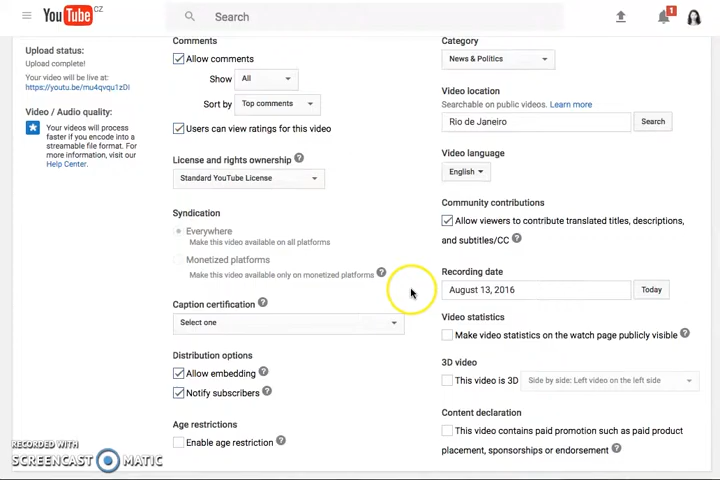 YouTube CZ
Search
1
Upload status:
Upload complete!
Your video will be live at:
https://youtu.be/mu4qvqu1zDI
Video / Audio quality:
Your videos will process
faster if you encode into a
streamable file format. For
more information, visit our
Help Center.
Comments
Allow comments
Show All
Sort by Top comments
Users can view ratings for this video
License and rights ownership ?
Standard YouTube License
Syndication
Everywhere
Make this video available on all platforms
Monetized platforms
Make this video available only on monetized platforms ?
Caption certification ?
Select one
Distribution options
Allow embedding ?
Notify subscribers ?
Age restrictions
Enable age restriction ?
Category
News & Politics
Video location
Searchable on public videos. Learn more
Rio de Janeiro Search
Video language
English
Community contributions
Allow viewers to contribute translated titles, descriptions,
and subtitles/CC ?
Recording date
August 13, 2016 Today
Video statistics
Make video statistics on the watch page publicly visible ?
3D video
This video is 3D Side by side: Left video on the left side
Content declaration
This video contains paid promotion such as paid product
placement, sponsorships or endorsement ?
RECORDED WITH
SCREENCAST MATIC